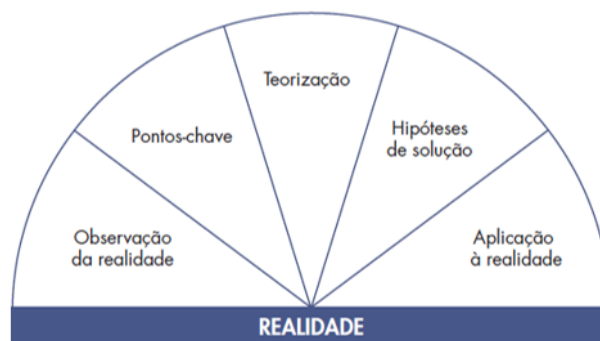 Observação
da realidade
Pontos-chave
Teorização
Hipóteses
de solução
Aplicação
à realidade
REALIDADE